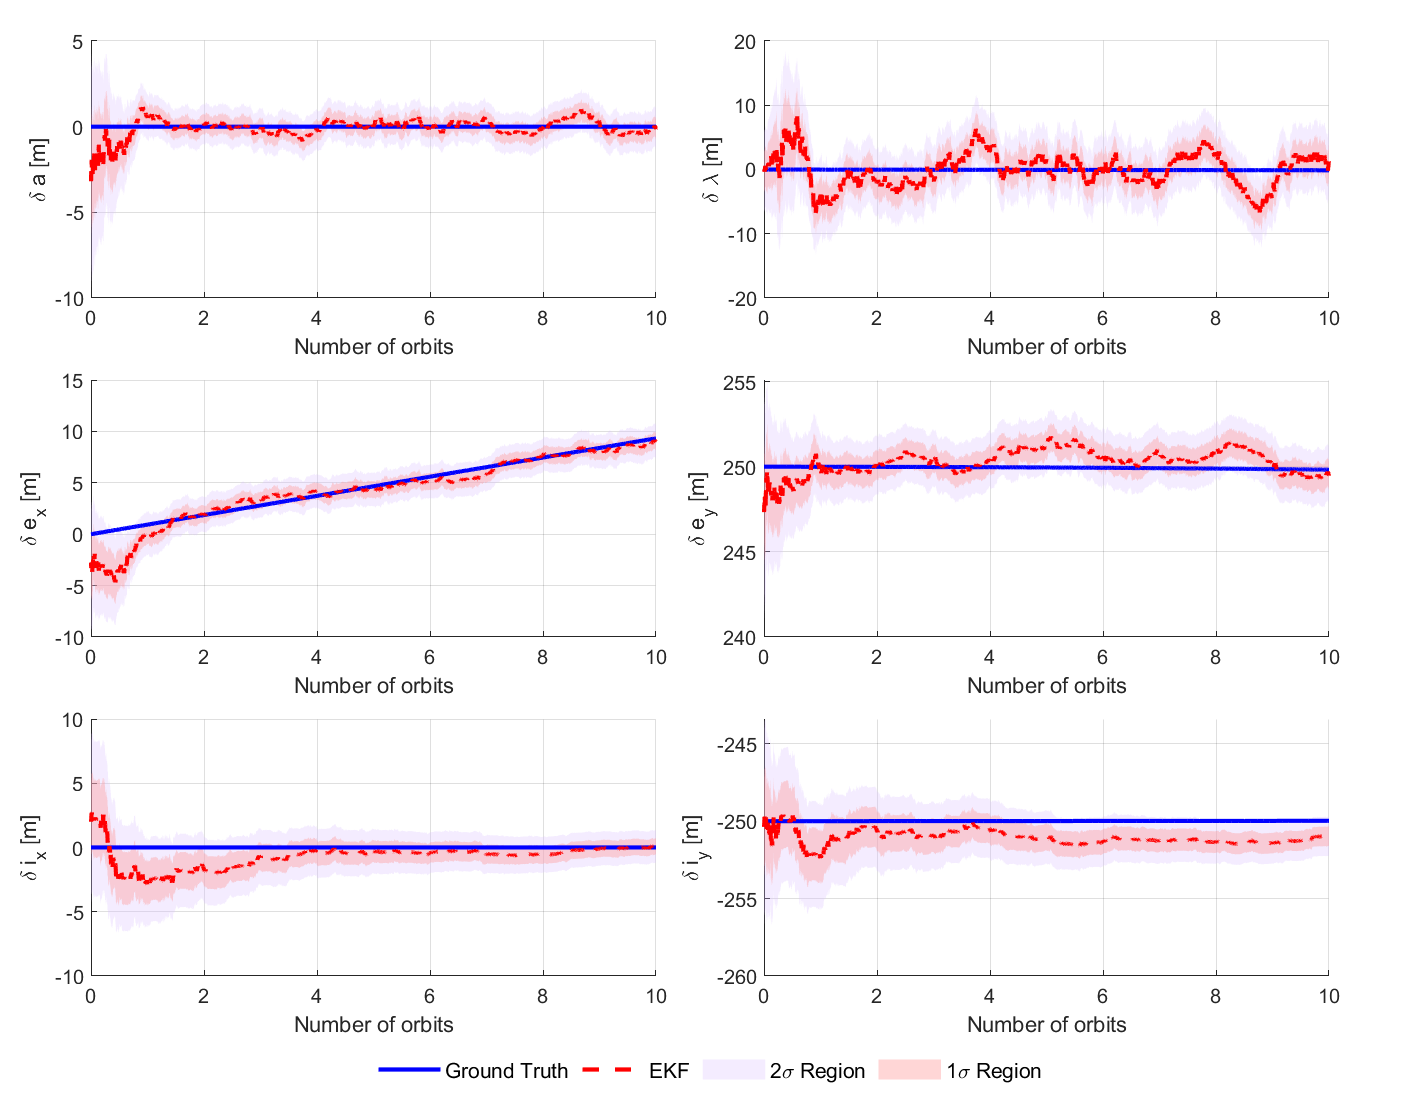 5
0
-5
-10
δ a [m]
0 2 4 6 8 10
Number of orbits
20
10
0
-10
-20
δ λ [m]
0 2 4 6 8 10
Number of orbits
15
10
5
0
-5
-10
δ e_x [m]
0 2 4 6 8 10
Number of orbits
255
250
245
240
δ e_y [m]
0 2 4 6 8 10
Number of orbits
10
5
0
-5
-10
δ i_x [m]
0 2 4 6 8 10
Number of orbits
-245
-250
-255
-260
δ i_y [m]
0 2 4 6 8 10
Number of orbits
Ground Truth EKF 2σ Region 1σ Region